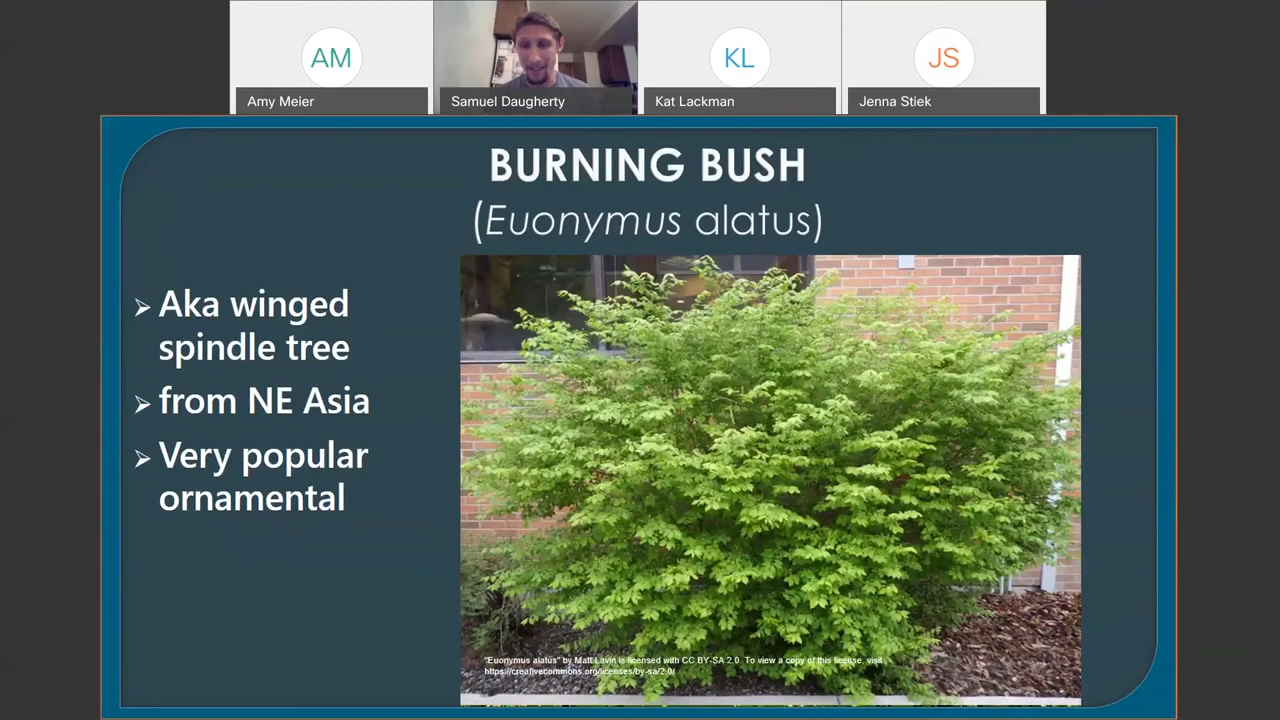 AM
KL
JS
Amy Meier
Samuel Daugherty
Kat Lackman
Jenna Stiek
BURNING BUSH
(Euonymus alatus)
➢ Aka winged
spindle tree
➢ from NE Asia
➢ Very popular
ornamental
"Euonymus alatus" by Matt Lavin is licensed with CC BY-SA 2.0. To view a copy of this license, visit
https://creativecommons.org/licenses/by-sa/2.0/